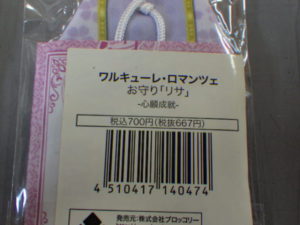 ワルキューレ・ロマンツェ
お守り「リサ」
-心願成就-
税込700円(税抜667円)
4 510417 140474
発売元:株式会社ブロッコリー